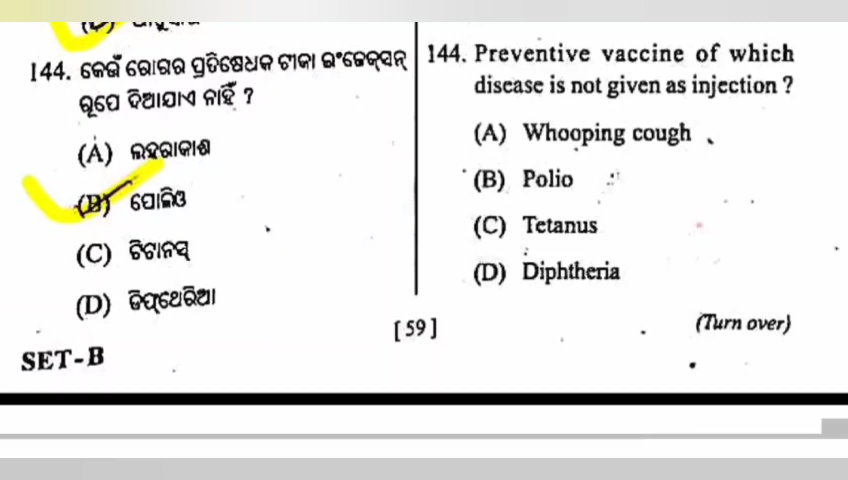 144. କେଉଁ ରୋଗର ପ୍ରତିଷେଧକ ଟୀକା ଇଂଜେକ୍ସନ୍
ରୂପେ ଦିଆଯାଏ ନାହିଁ ?
(A) ଲହରାକାଶ
(B) ପୋଲିଓ
(C) ଟିଟାନସ୍
(D) ଡିଫ୍‌ଥେରିଆ
SET-B
144. Preventive vaccine of which
disease is not given as injection ?
(A) Whooping cough
(B) Polio
(C) Tetanus
(D) Diphtheria
[ 59 ]
(Turn over)